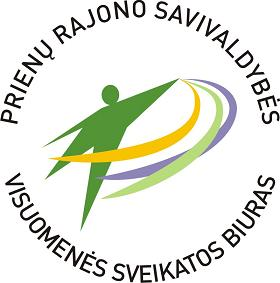 PRIENŲ RAJONO SAVIVALDYBĖS
VISUOMENĖS SVEIKATOS BIURAS